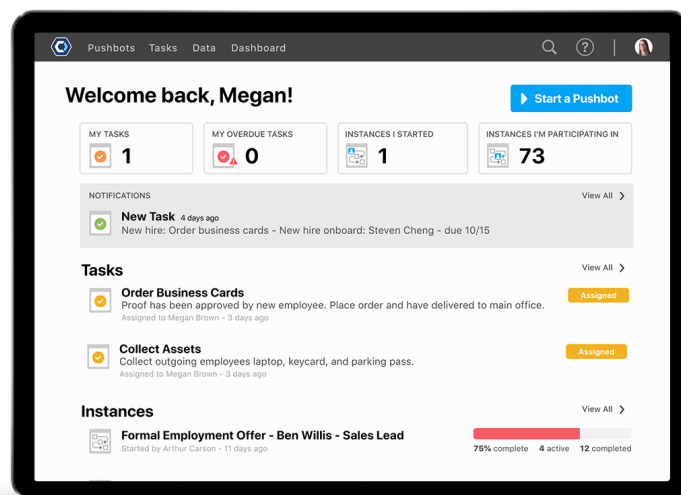 Pushbots Tasks Data Dashboard
Welcome back, Megan!
Start a Pushbot
MY TASKS
1
MY OVERDUE TASKS
0
INSTANCES I STARTED
1
INSTANCES I'M PARTICIPATING IN
73
NOTIFICATIONS
View All
New Task 4 days ago
New hire: Order business cards - New hire onboard: Steven Cheng - due 10/15
Tasks
View All
Order Business Cards
Proof has been approved by new employee. Place order and have delivered to main office.
Assigned to Megan Brown - 3 days ago
Assigned
Collect Assets
Collect outgoing employees laptop, keycard, and parking pass.
Assigned to Megan Brown - 3 days ago
Assigned
Instances
View All
Formal Employment Offer - Ben Willis - Sales Lead
Started by Arthur Carson - 11 days ago
75% complete 4 active 12 completed